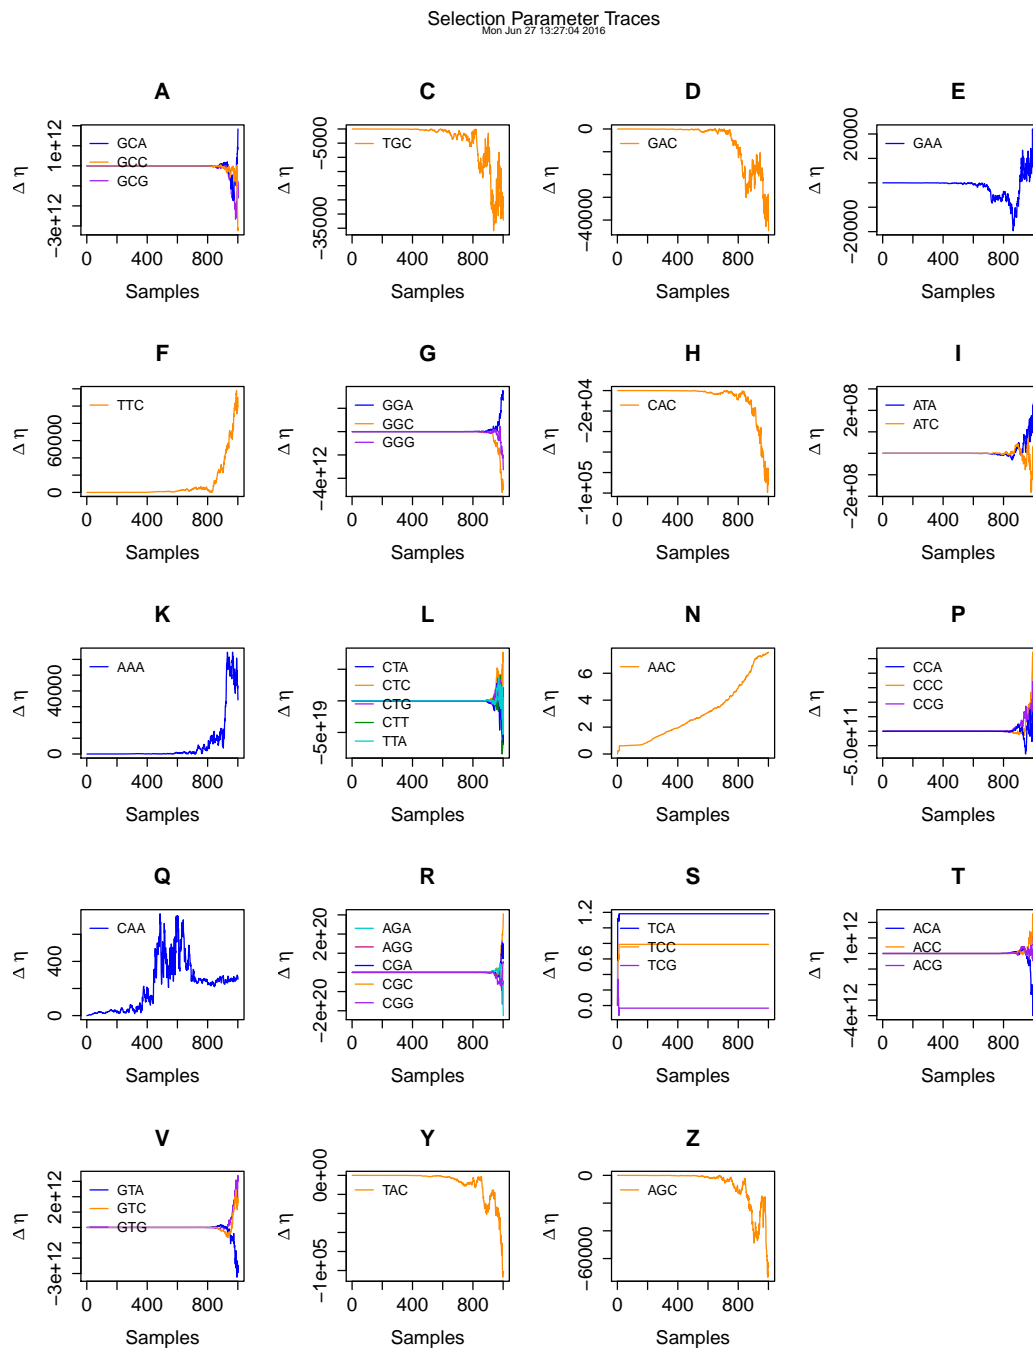 Selection Parameter Traces
Mon Jun 27 13:27:04 2016
A
C
D
E
Δ η
−3e+12
1e+12
GCA
GCC
GCG
0
400
800
Samples
Δ η
−35000
−5000
TGC
0
400
800
Samples
Δ η
−40000
0
GAC
0
400
800
Samples
Δ η
−20000
20000
GAA
0
400
800
Samples
F
G
H
I
Δ η
0
60000
TTC
0
400
800
Samples
Δ η
−4e+12
GGA
GGC
GGG
0
400
800
Samples
Δ η
−1e+05
−2e+04
CAC
0
400
800
Samples
Δ η
−2e+08
2e+08
ATA
ATC
0
400
800
Samples
K
L
N
P
Δ η
0
40000
AAA
0
400
800
Samples
Δ η
−5e+19
CTA
CTC
CTG
CTT
TTA
0
400
800
Samples
Δ η
0
2
4
6
AAC
0
400
800
Samples
Δ η
−5.0e+11
CCA
CCC
CCG
0
400
800
Samples
Q
R
S
T
Δ η
0
400
CAA
0
400
800
Samples
Δ η
−2e+20
2e+20
AGA
AGG
CGA
CGC
CGG
0
400
800
Samples
Δ η
0.0
0.6
1.2
TCA
TCC
TCG
0
400
800
Samples
Δ η
−4e+12
1e+12
ACA
ACC
ACG
0
400
800
Samples
V
Y
Z
Δ η
−3e+12
2e+12
GTA
GTC
GTG
0
400
800
Samples
Δ η
−1e+05
0e+00
TAC
0
400
800
Samples
Δ η
−60000
0
AGC
0
400
800
Samples